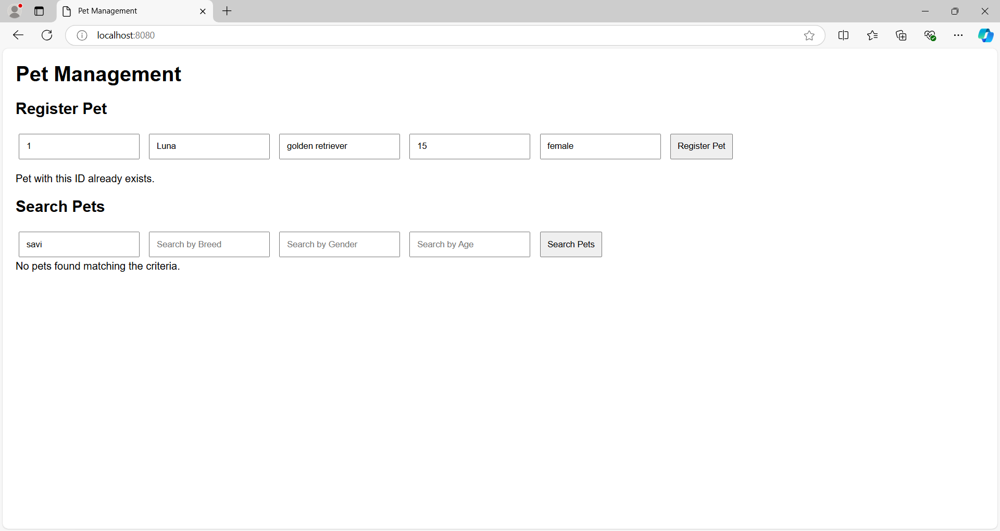 Pet Management
localhost:8080
Pet Management
Register Pet
1 Luna golden retriever 15 female Register Pet
Pet with this ID already exists.
Search Pets
savi Search by Breed Search by Gender Search by Age Search Pets
No pets found matching the criteria.